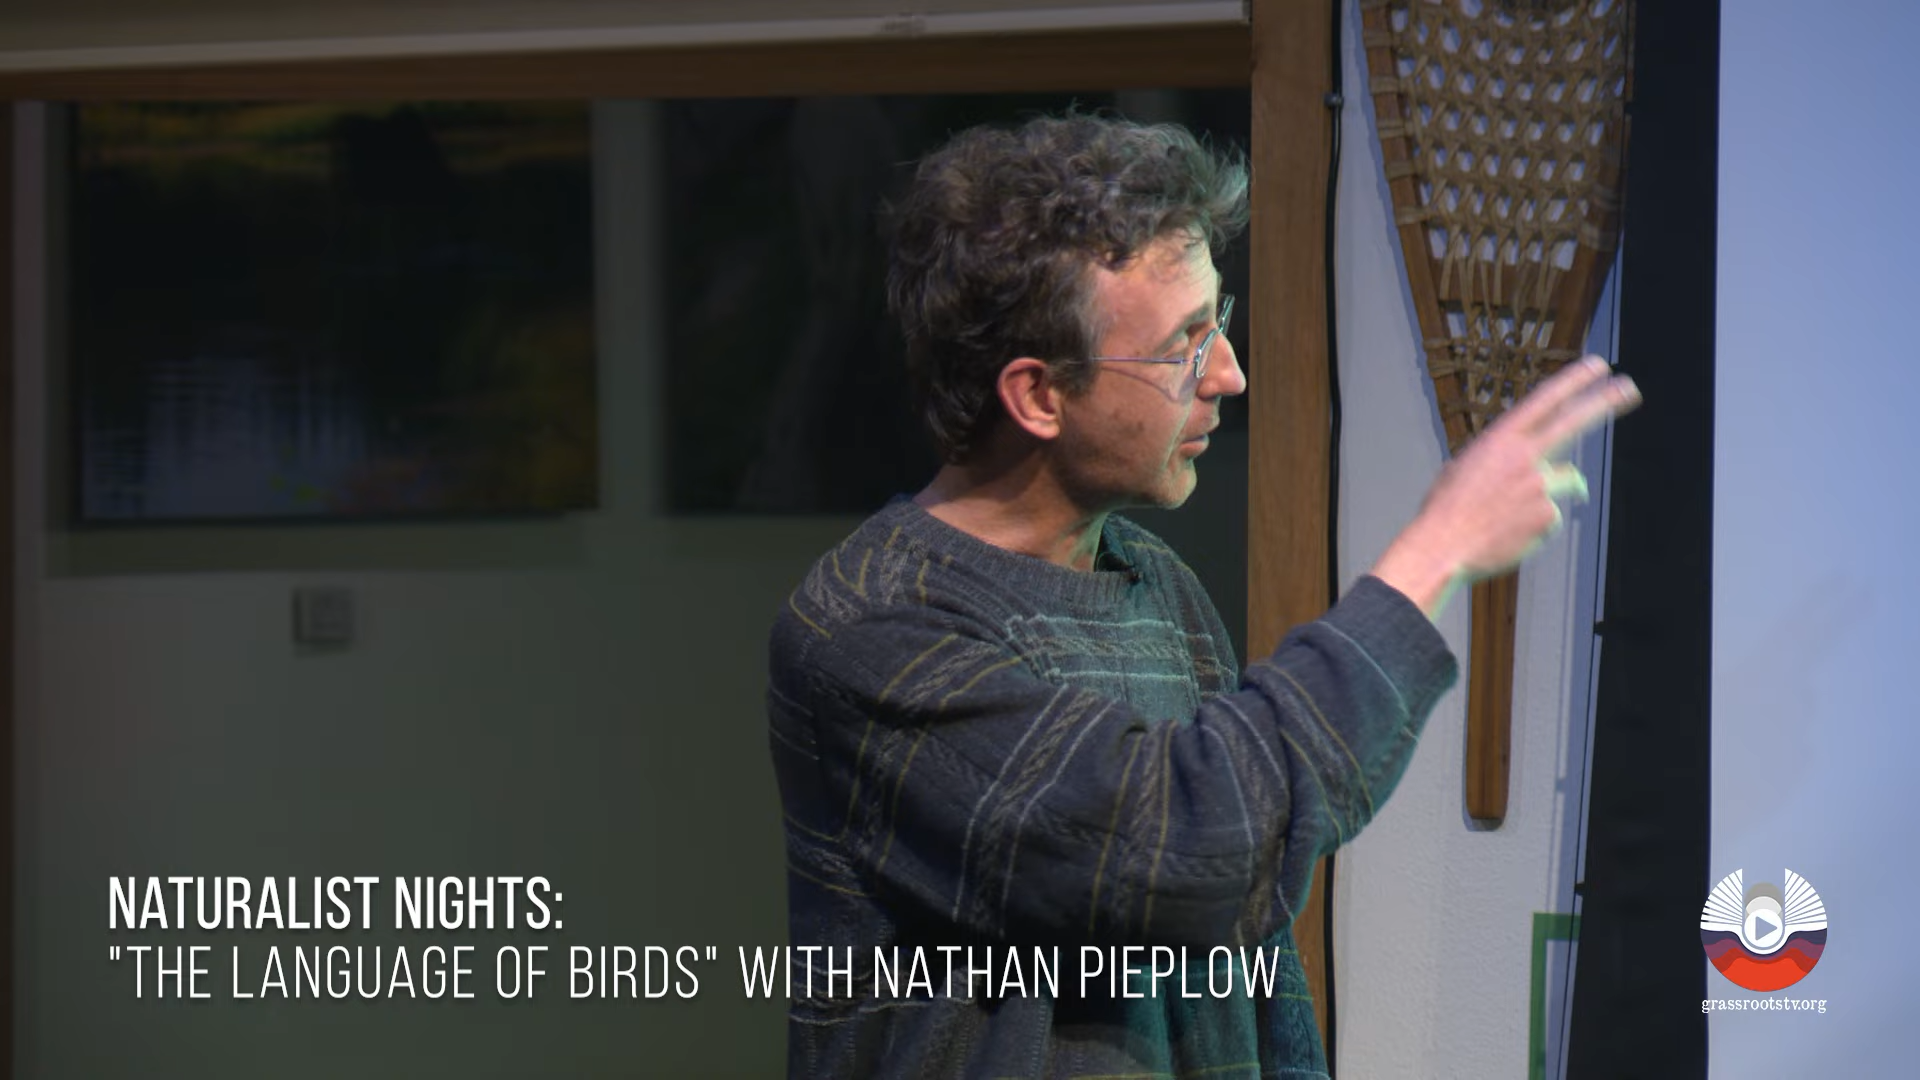 NATURALIST NIGHTS:
"THE LANGUAGE OF BIRDS" WITH NATHAN PIEPLOW
grassrootstv.org